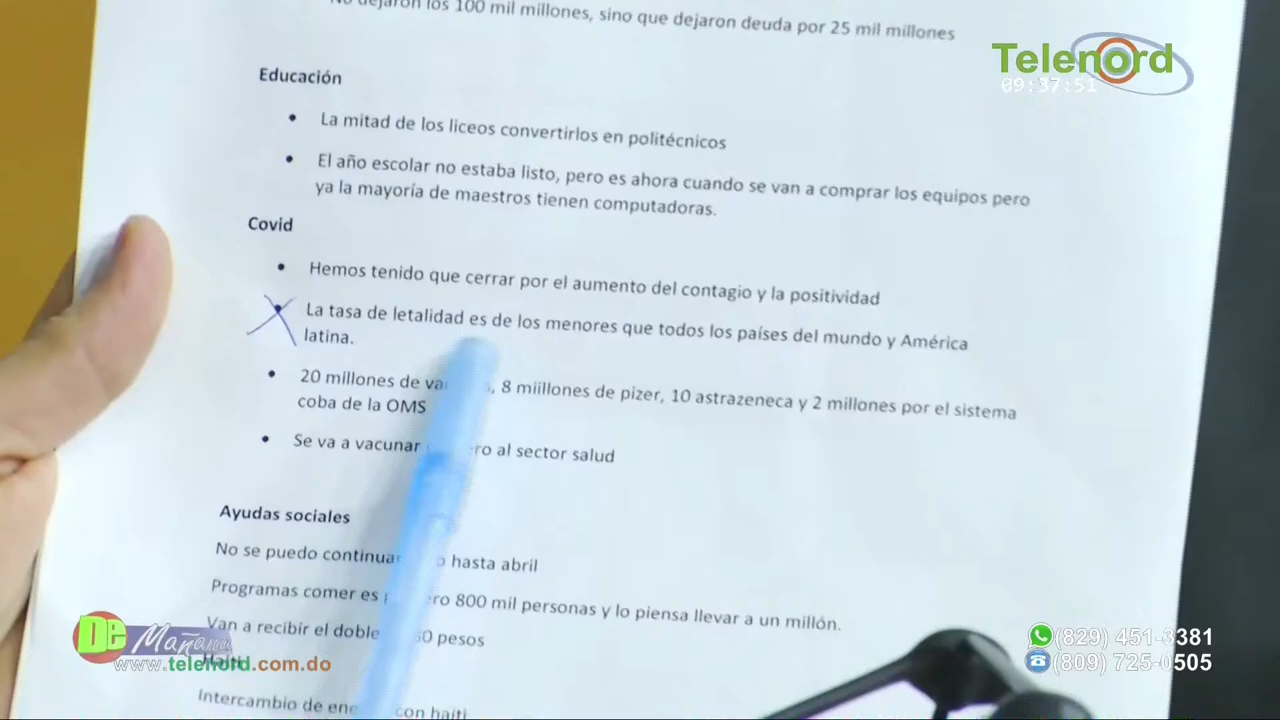 No dejaron los 100 mil millones, sino que dejaron deuda por 25 mil millones
Telenord
09:37:51
Educación
• La mitad de los liceos convertirlos en politécnicos
• El año escolar no estaba listo, pero es ahora cuando se van a comprar los equipos pero
ya la mayoría de maestros tienen computadoras.
Covid
• Hemos tenido que cerrar por el aumento del contagio y la positividad
• La tasa de letalidad es de los menores que todos los países del mundo y América
latina.
• 20 millones de , 8 miillones de pizer, 10 astrazeneca y 2 millones por el sistema
coba de la OMS
• Se va a vacunar al sector salud
Ayudas sociales
No se puedo hasta abril
Programas comer es 800 mil personas y lo piensa llevar a un millón.
Van a recibir el doble pesos
Haiti
Intercambio de con haiti
De Mañana
www.telenord.com.do
(829) 451-3381
(809) 725-0505